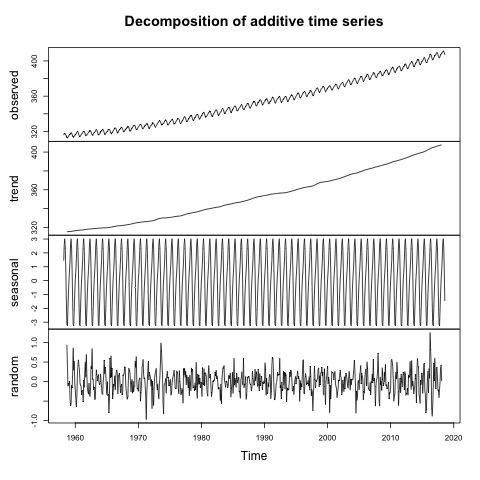 Decomposition of additive time series
observed
320 360 400
trend
320 360 400
seasonal
-3 -2 -1 0 1 2 3
random
-1.0 0.0 0.5 1.0
1960 1970 1980 1990 2000 2010 2020
Time